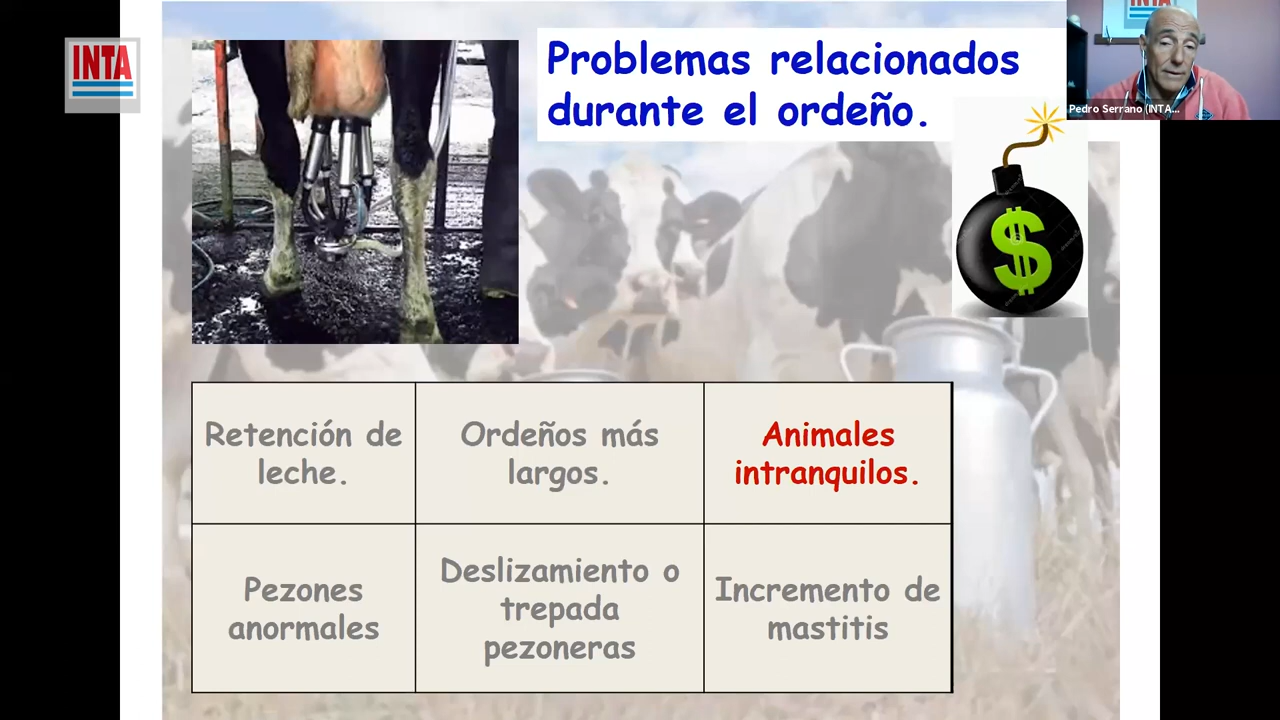 INTA
INTA
Problemas relacionados
durante el ordeño.
Pedro Serrano (INTA...
$
Retención de
leche.
Ordeños más
largos.
Animales
intranquilos.
Pezones
anormales
Deslizamiento o
trepada
pezoneras
Incremento de
mastitis